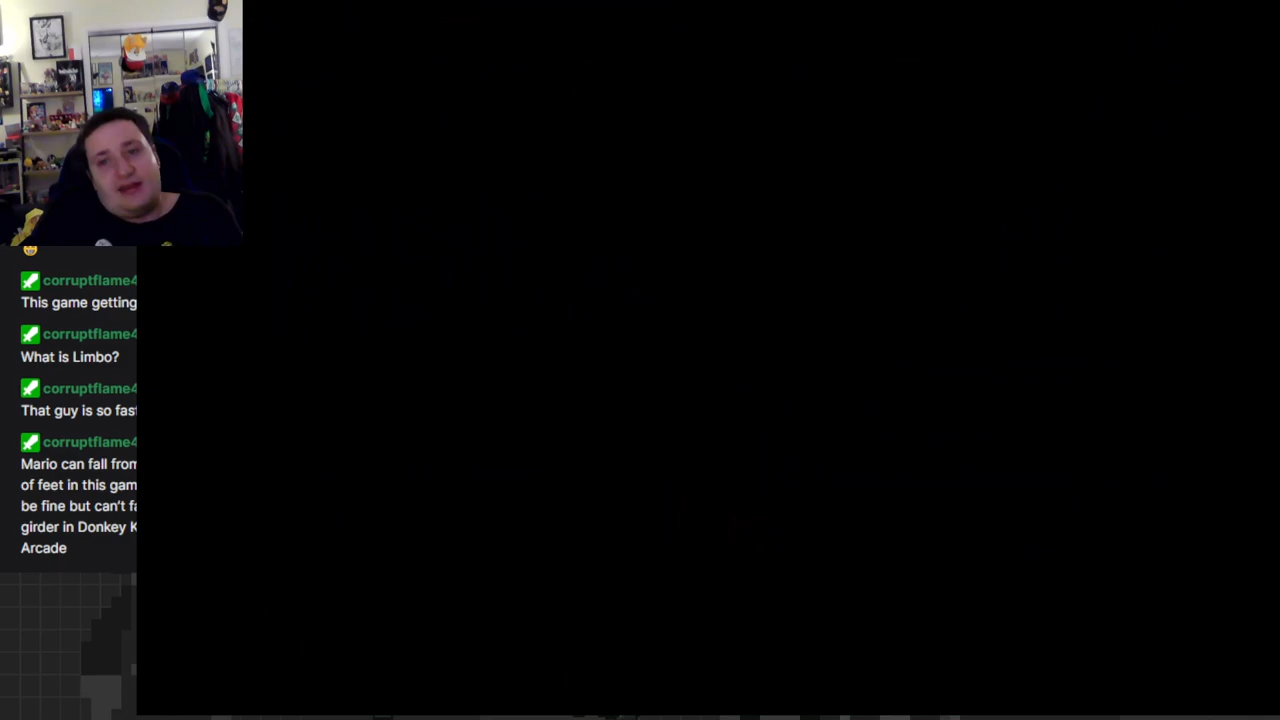 corruptflame4
This game getting
corruptflame4
What is Limbo?
corruptflame4
That guy is so fast
corruptflame4
Mario can fall from
of feet in this gam
be fine but can't fa
girder in Donkey K
Arcade